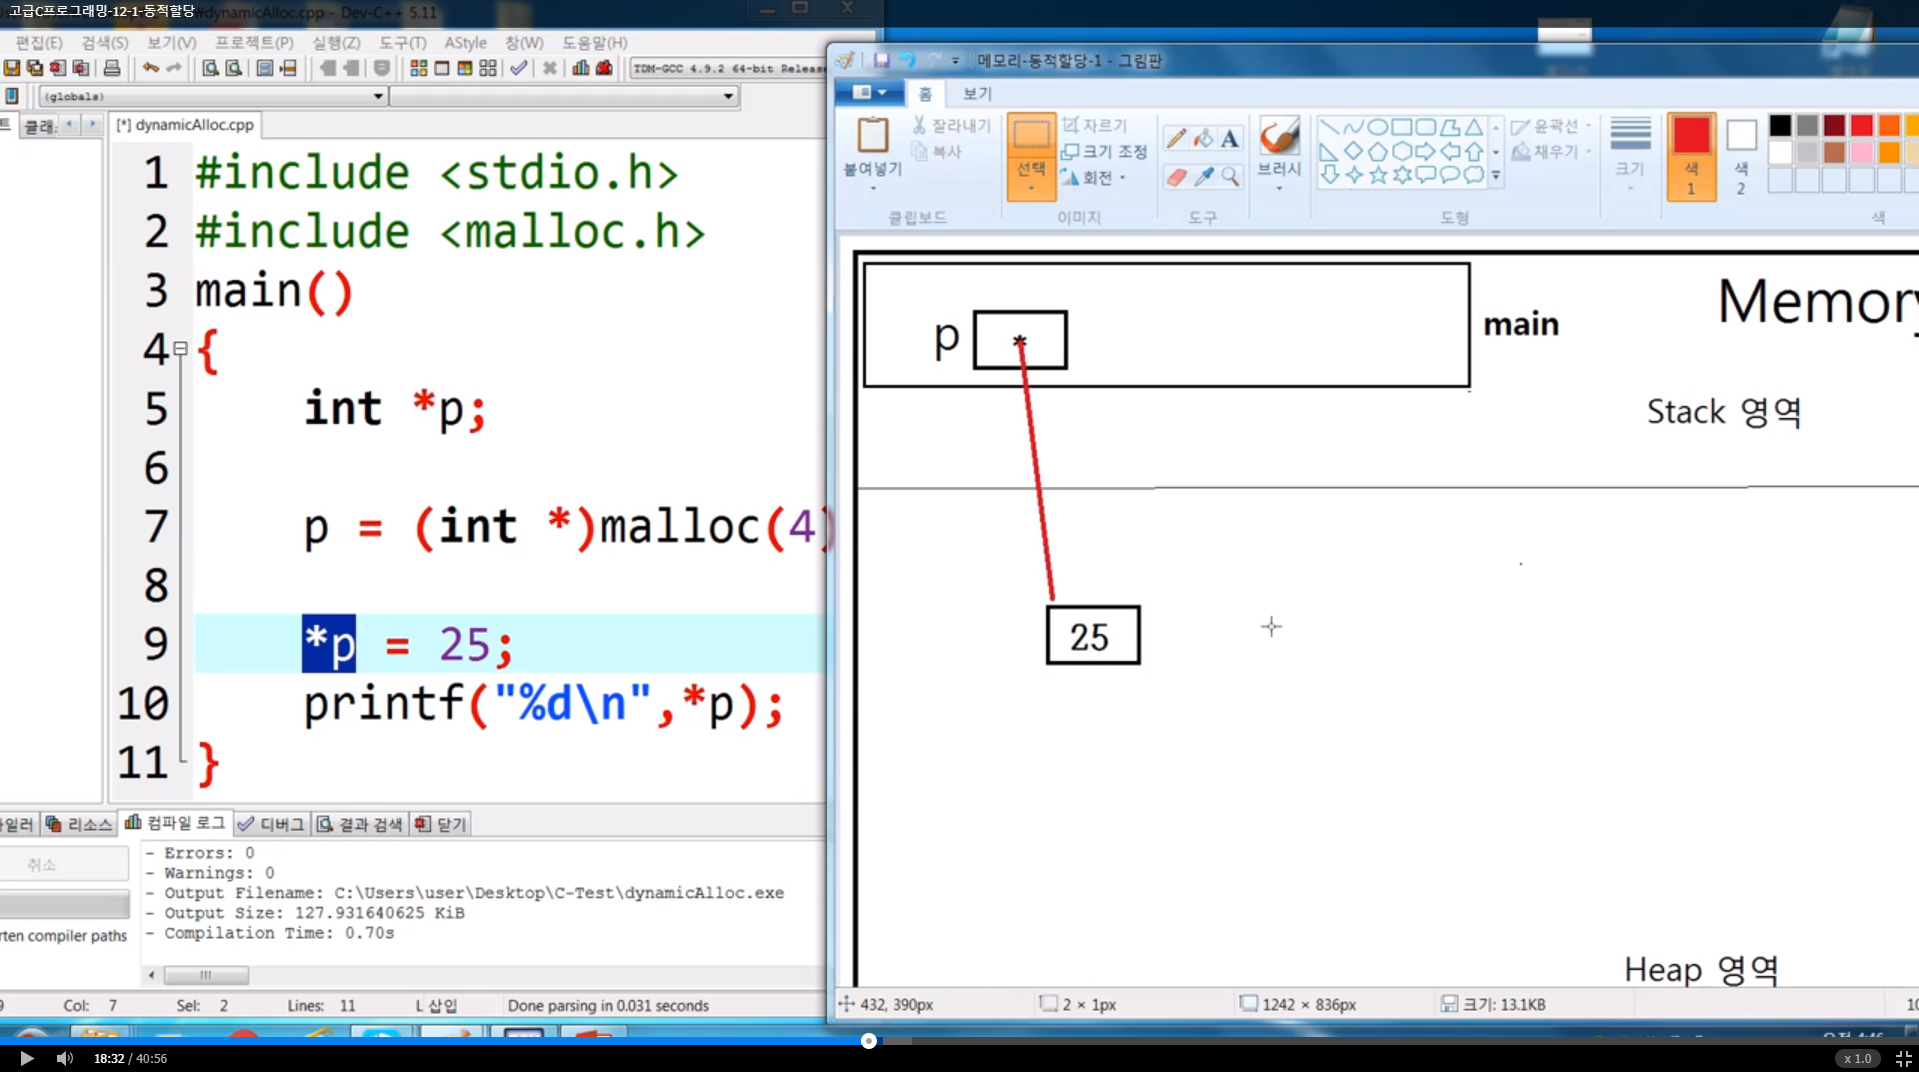 고급C프로그래밍-12-1-동적할당
dynamicAlloc.cpp - Dev-C++ 5.11
편집(E) 검색(S) 보기(V) 프로젝트(P) 실행(Z) 도구(T) AStyle 창(W) 도움말(H)
TDM-GCC 4.9.2 64-bit Release
(globals)
클래
[*] dynamicAlloc.cpp
1 #include <stdio.h>
2 #include <malloc.h>
3 main()
4 {
5 int *p;
6
7 p = (int *)malloc(4)
8
9 *p = 25;
10 printf("%d\n",*p);
11 }
일러 리소스 컴파일 로그 디버그 결과 검색 닫기
취소
rten compiler paths
- Errors: 0
- Warnings: 0
- Output Filename: C:\Users\user\Desktop\C-Test\dynamicAlloc.exe
- Output Size: 127.931640625 KiB
- Compilation Time: 0.70s
9 Col: 7 Sel: 2 Lines: 11 L 삽입 Done parsing in 0.031 seconds
메모리-동적할당-1 - 그림판
홈 보기
붙여넣기
잘라내기
복사
클립보드
선택
자르기
크기 조정
회전
이미지
A
도구
브러시
윤곽선
채우기
도형
크기
색 1
색 2
색
p *
main
Memory
Stack 영역
25
Heap 영역
432, 390px 2 × 1px 1242 × 836px 크기: 13.1KB 10
18:32 / 40:56
x 1.0